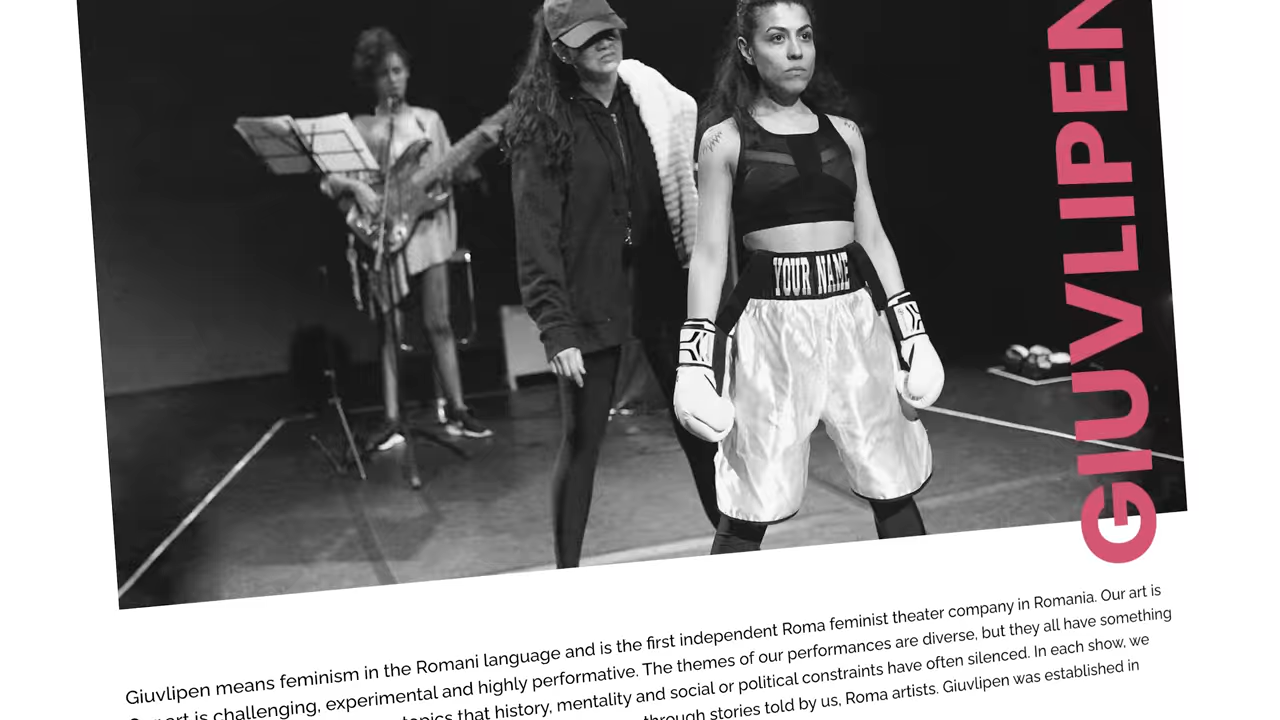 GIUVLIPEN
YOUR NAME
Giuvlipen means feminism in the Romani language and is the first independent Roma feminist theater company in Romania. Our art is
art is challenging, experimental and highly performative. The themes of our performances are diverse, but they all have something
topics that history, mentality and social or political constraints have often silenced. In each show, we
through stories told by us, Roma artists. Giuvlipen was established in